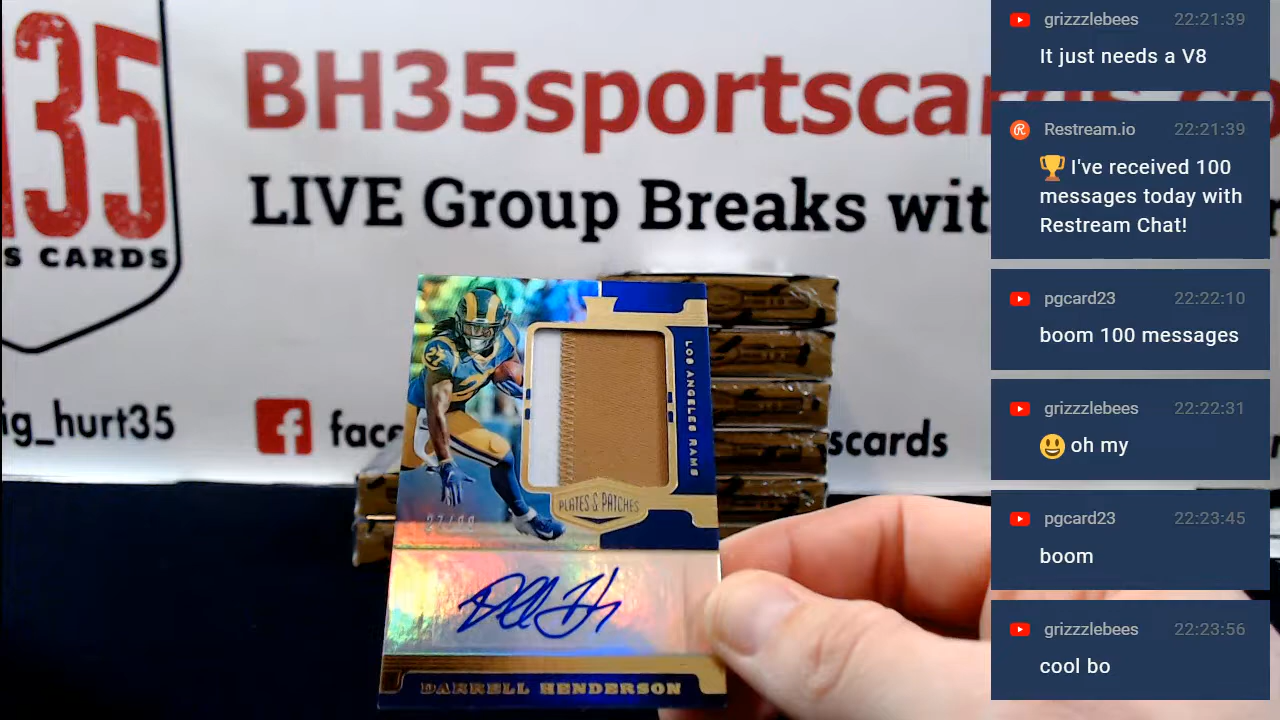 35
S CARDS
BH35sportscar
LIVE Group Breaks wit
ig_hurt35
f
face
scards
27
LOS ANGELES RAMS
PLATES & PATCHES
DARRELL HENDERSON
grizzzlebees 22:21:39
It just needs a V8
Restream.io 22:21:39
🏆 I've received 100
messages today with
Restream Chat!
pgcard23 22:22:10
boom 100 messages
grizzzlebees 22:22:31
😃 oh my
pgcard23 22:23:45
boom
grizzzlebees 22:23:56
cool bo